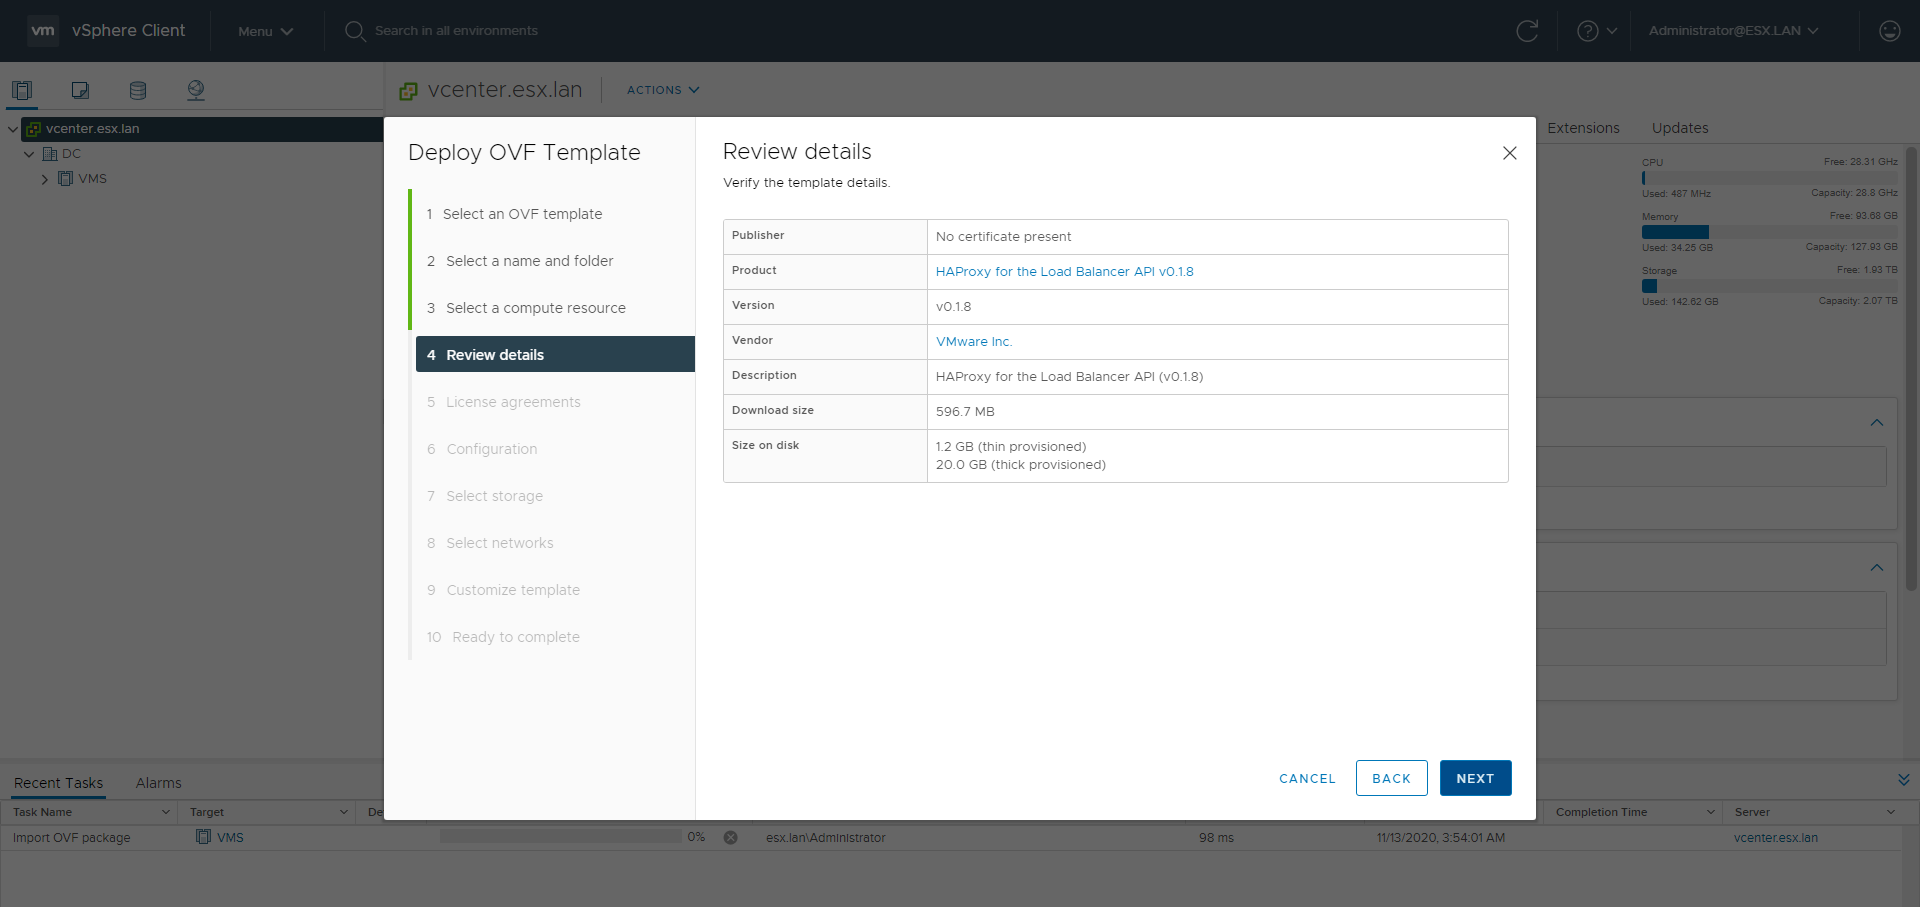 vm vSphere Client Menu Search in all environments Administrator@ESX.LAN
vcenter.esx.lan ACTIONS
vcenter.esx.lan
DC
VMS
Extensions Updates
CPU Free: 28.31 GHz
Used: 487 MHz Capacity: 28.8 GHz
Memory Free: 93.68 GB
Used: 34.25 GB Capacity: 127.93 GB
Storage Free: 1.93 TB
Used: 142.62 GB Capacity: 2.07 TB
Deploy OVF Template
1 Select an OVF template
2 Select a name and folder
3 Select a compute resource
4 Review details
5 License agreements
6 Configuration
7 Select storage
8 Select networks
9 Customize template
10 Ready to complete
Review details
Verify the template details.
Publisher No certificate present
Product HAProxy for the Load Balancer API v0.1.8
Version v0.1.8
Vendor VMware Inc.
Description HAProxy for the Load Balancer API (v0.1.8)
Download size 596.7 MB
Size on disk 1.2 GB (thin provisioned)
20.0 GB (thick provisioned)
CANCEL BACK NEXT
Recent Tasks Alarms
Task Name Target De Completion Time Server
Import OVF package VMS 0% esx.lan\Administrator 98 ms 11/13/2020, 3:54:01 AM vcenter.esx.lan